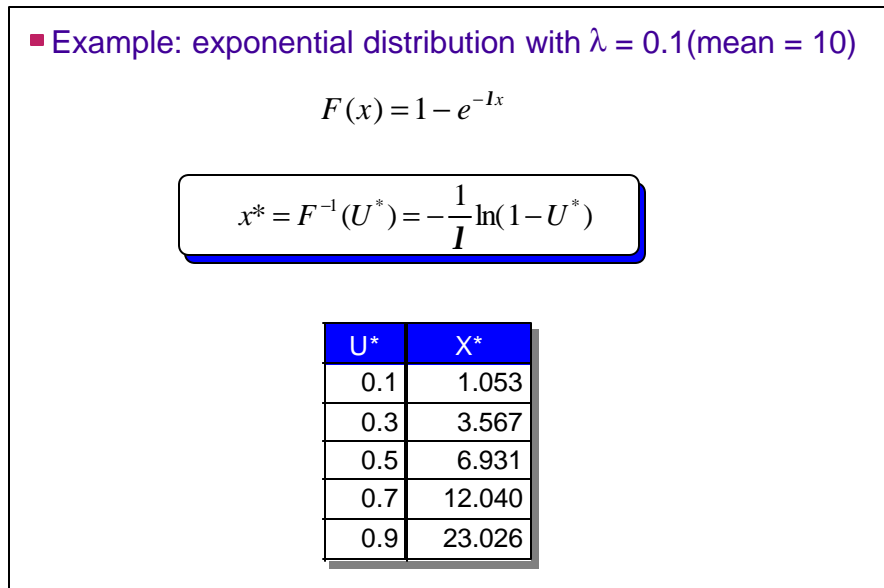 Example: exponential distribution with λ = 0.1(mean = 10)
F(x) = 1 − e^{−lx}
x* = F^{−1}(U^*) = −\frac{1}{l} ln(1 − U^*)
U* X*
0.1 1.053
0.3 3.567
0.5 6.931
0.7 12.040
0.9 23.026